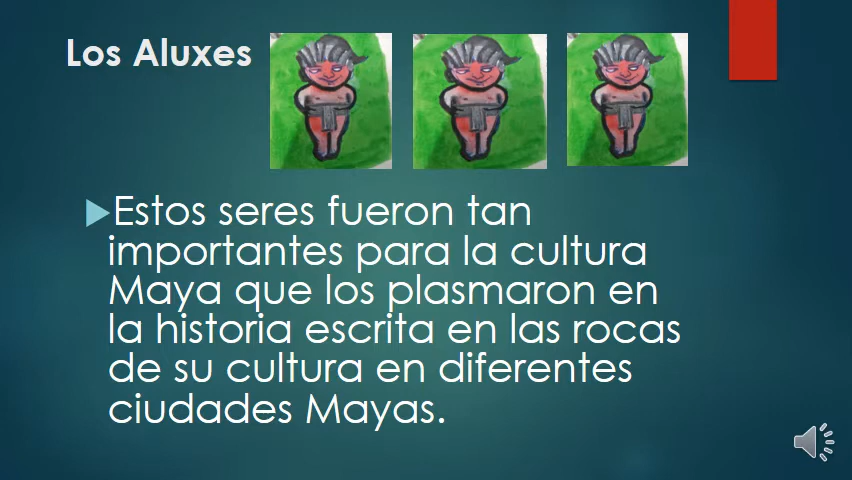 Los Aluxes
Estos seres fueron tan
importantes para la cultura
Maya que los plasmaron en
la historia escrita en las rocas
de su cultura en diferentes
ciudades Mayas.